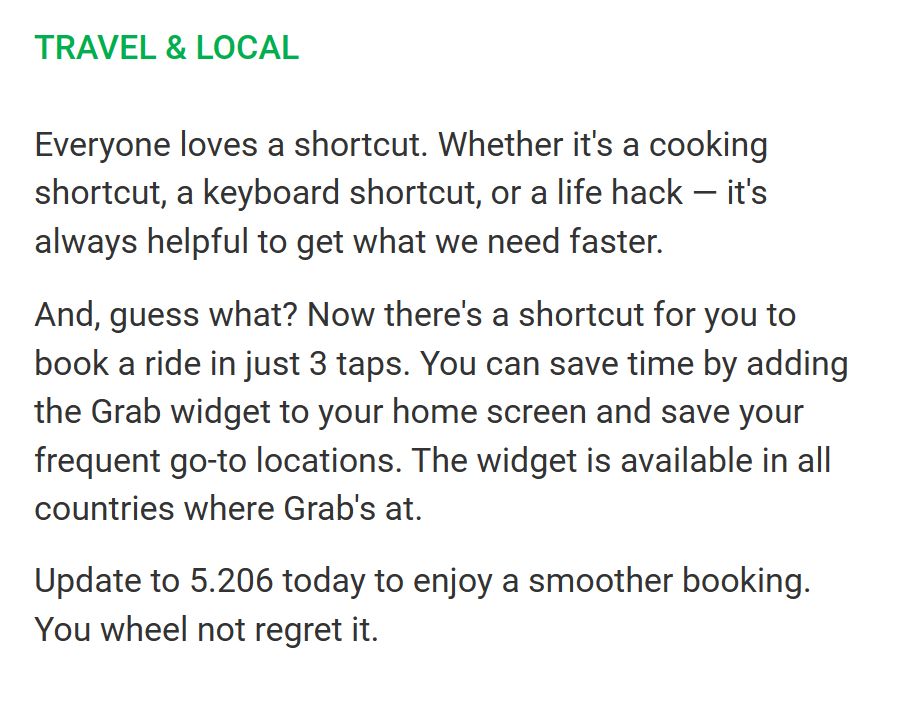 TRAVEL & LOCAL
Everyone loves a shortcut. Whether it's a cooking
shortcut, a keyboard shortcut, or a life hack — it's
always helpful to get what we need faster.
And, guess what? Now there's a shortcut for you to
book a ride in just 3 taps. You can save time by adding
the Grab widget to your home screen and save your
frequent go-to locations. The widget is available in all
countries where Grab's at.
Update to 5.206 today to enjoy a smoother booking.
You wheel not regret it.